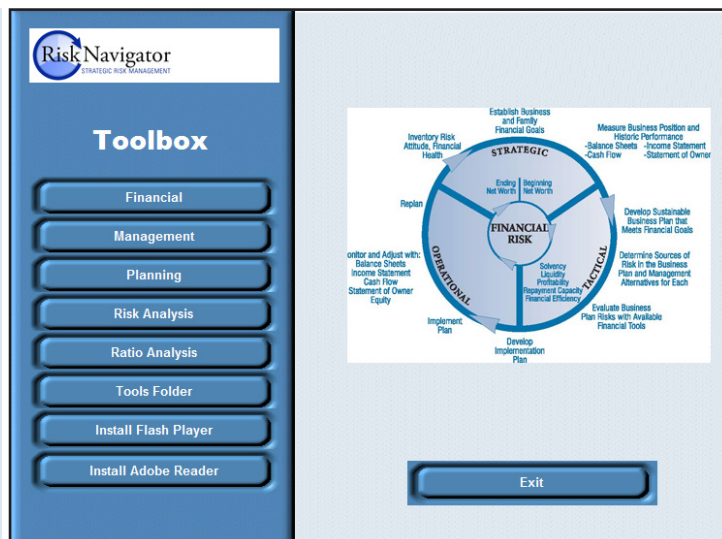 Risk Navigator
STRATEGIC RISK MANAGEMENT
Toolbox
Financial
Management
Planning
Risk Analysis
Ratio Analysis
Tools Folder
Install Flash Player
Install Adobe Reader
Establish Business
and Family
Financial Goals
Measure Business Position and
Historic Performance
-Balance Sheets -Income Statement
-Cash Flow -Statement of Owner
Inventory Risk
Attitude, Financial
Health
STRATEGIC
Ending
Net Worth
Beginning
Net Worth
Replan
FINANCIAL
RISK
Develop Sustainable
Business Plan that
Meets Financial Goals
Determine Sources of
Risk in the Business
Plan and Management
Alternatives for Each
TACTICAL
Solvency
Liquidity
Profitability
Repayment Capacity
Financial Efficiency
OPERATIONAL
onitor and Adjust with:
Balance Sheets
Income Statement
Cash Flow
Statement of Owner
Equity
Evaluate Business
Plan Risks with Available
Financial Tools
Implement
Plan
Develop
Implementation
Plan
Exit